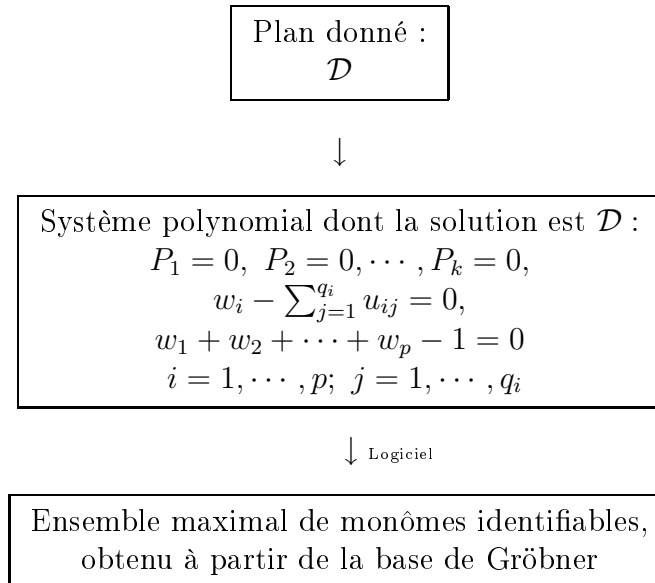 Plan donné :
𝒟
↓
Système polynomial dont la solution est 𝒟 :
P₁ = 0, P₂ = 0, ⋯ , Pₖ = 0,
wᵢ − ∑_{j=1}^{qᵢ} u_{ij} = 0,
w₁ + w₂ + ⋯ + wₚ − 1 = 0
i = 1, ⋯ , p; j = 1, ⋯ , qᵢ
↓ Logiciel
Ensemble maximal de monômes identifiables,
obtenu à partir de la base de Gröbner